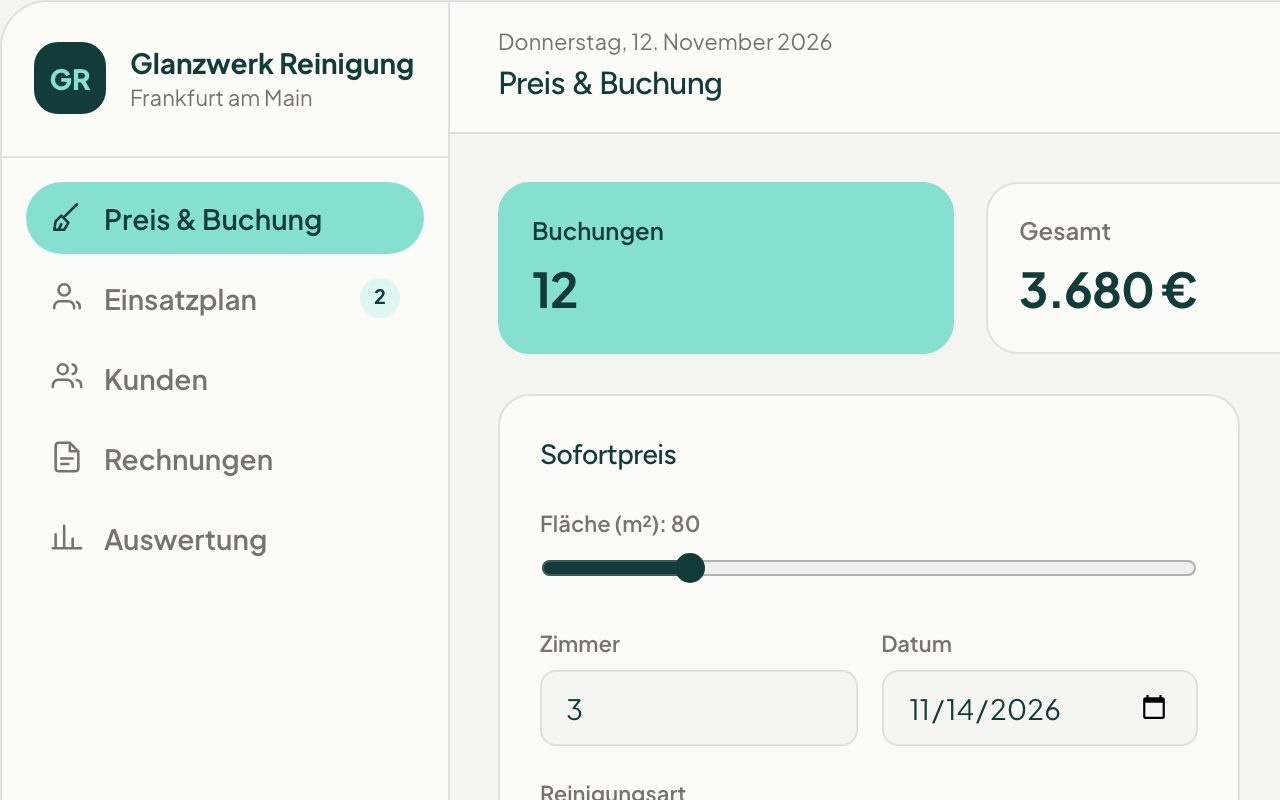 GR
Glanzwerk Reinigung
Frankfurt am Main
Preis & Buchung
Einsatzplan
2
Kunden
Rechnungen
Auswertung
Donnerstag, 12. November 2026
Preis & Buchung
Buchungen
12
Gesamt
3.680 €
Sofortpreis
Fläche (m²): 80
Zimmer
3
Datum
11/14/2026
Reinigungsart